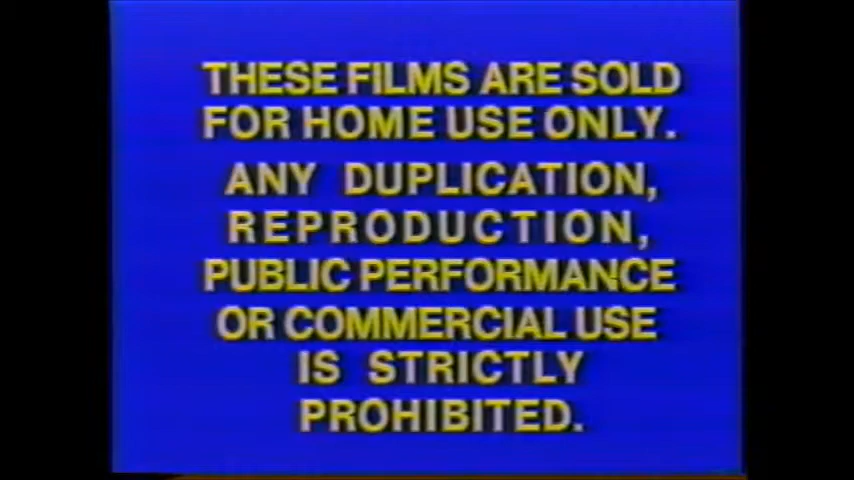 THESE FILMS ARE SOLD
FOR HOME USE ONLY.
ANY DUPLICATION,
REPRODUCTION,
PUBLIC PERFORMANCE
OR COMMERCIAL USE
IS STRICTLY
PROHIBITED.